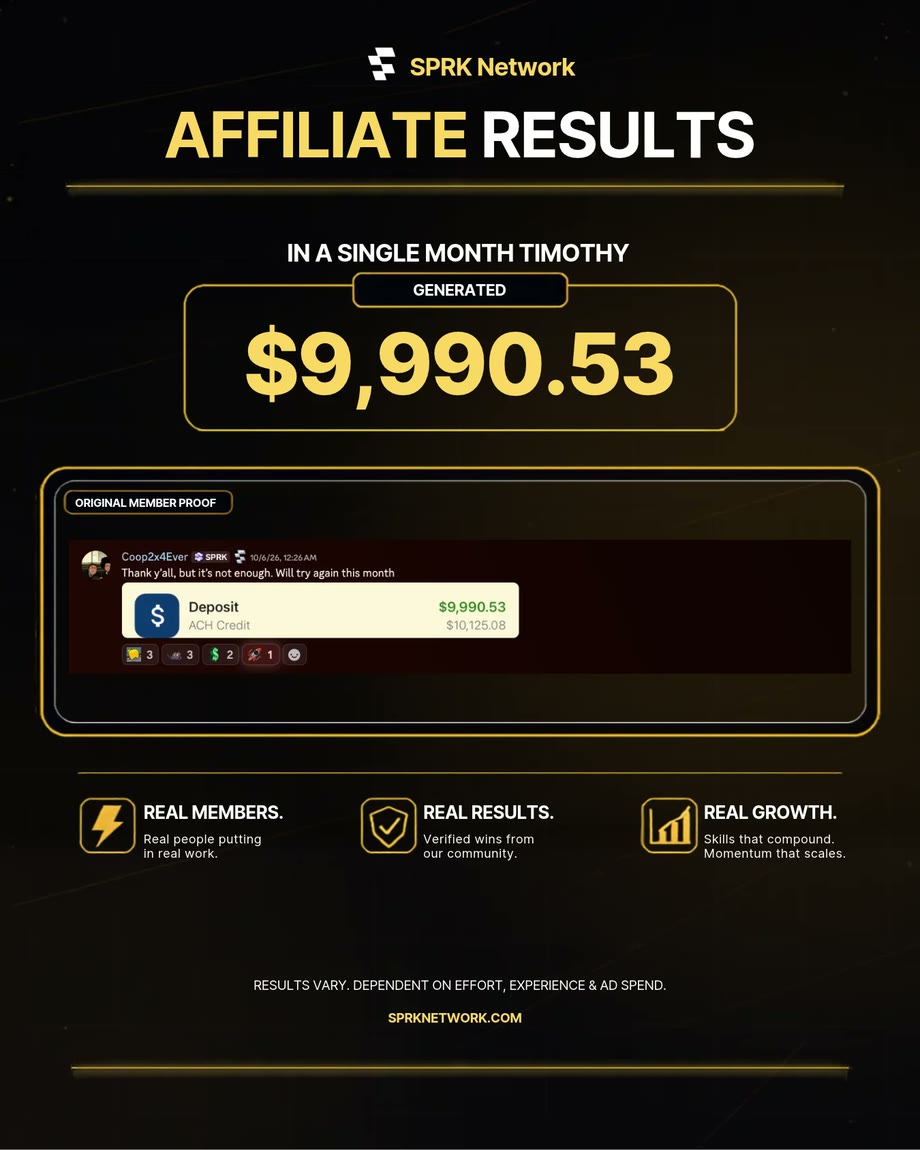 SPRK Network
AFFILIATE RESULTS
IN A SINGLE MONTH TIMOTHY
GENERATED
$9,990.53
ORIGINAL MEMBER PROOF
Coop2x4Ever SPRK 10/6/26, 12:26 AM
Thank y'all, but it's not enough. Will try again this month
Deposit $9,990.53
ACH Credit $10,125.08
3 3 2 1
REAL MEMBERS. REAL RESULTS. REAL GROWTH.
Real people putting Verified wins from Skills that compound.
in real work. our community. Momentum that scales.
RESULTS VARY. DEPENDENT ON EFFORT, EXPERIENCE & AD SPEND.
SPRKNETWORK.COM